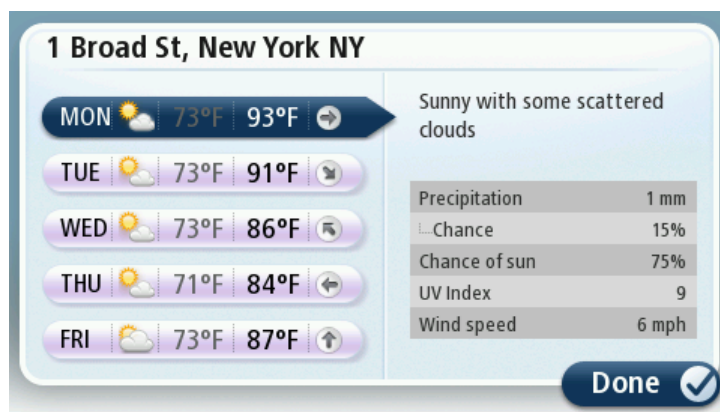 1 Broad St, New York NY
MON 73°F 93°F
TUE 73°F 91°F
WED 73°F 86°F
THU 71°F 84°F
FRI 73°F 87°F
Sunny with some scattered
clouds
Precipitation 1 mm
Chance 15%
Chance of sun 75%
UV Index 9
Wind speed 6 mph
Done